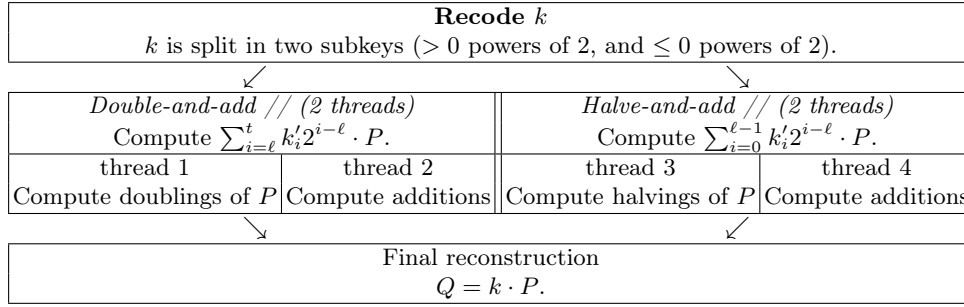 Recode k
k is split in two subkeys (> 0 powers of 2, and ≤ 0 powers of 2).
Double-and-add // (2 threads)
Compute ∑_{i=ℓ}^{t} k'_i 2^{i−ℓ} · P.
Halve-and-add // (2 threads)
Compute ∑_{i=0}^{ℓ−1} k'_i 2^{i−ℓ} · P.
thread 1
Compute doublings of P
thread 2
Compute additions
thread 3
Compute halvings of P
thread 4
Compute additions
Final reconstruction
Q = k · P.